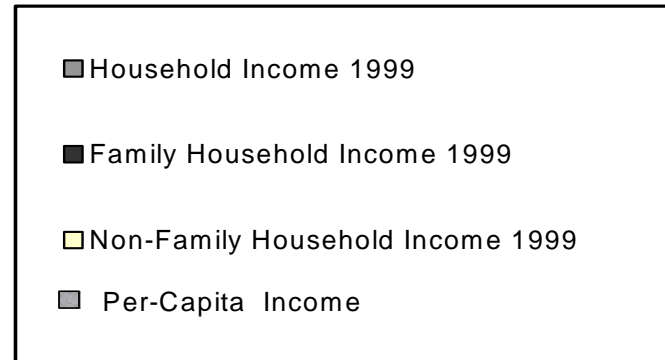 Household Income 1999
Family Household Income 1999
Non-Family Household Income 1999
Per-Capita Income